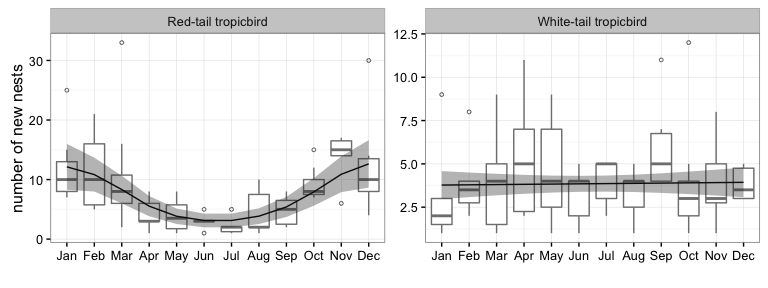 Red-tail tropicbird
White-tail tropicbird
number of new nests
30
20
10
0
12.5
10.0
7.5
5.0
2.5
Jan Feb Mar Apr May Jun Jul Aug Sep Oct Nov Dec
Jan Feb Mar Apr May Jun Jul Aug Sep Oct Nov Dec